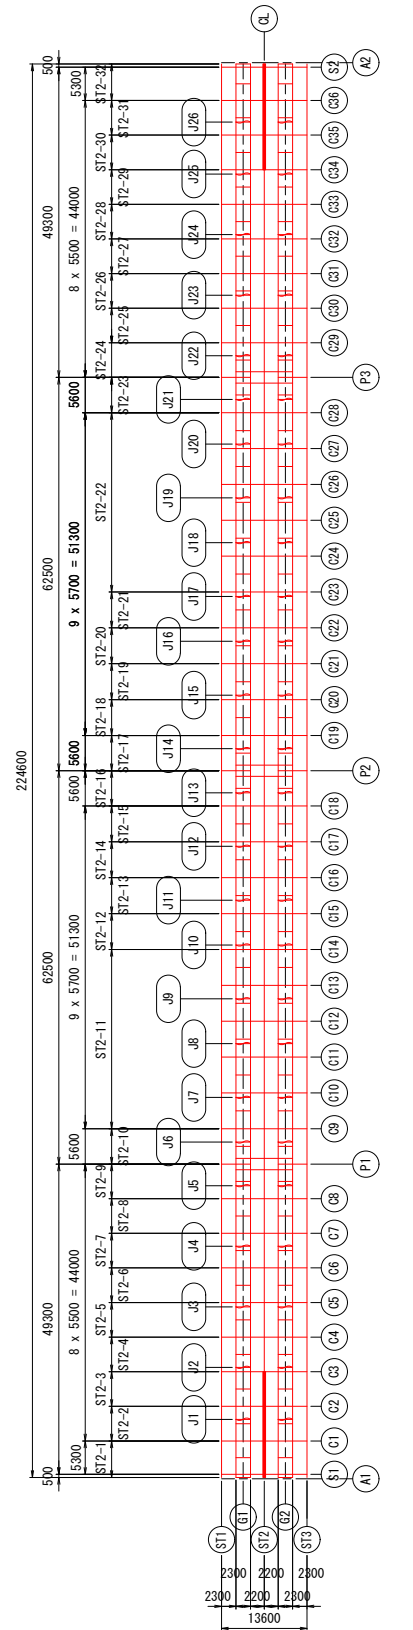 224600
500 49300 62500 62500 49300 500
5300 8 x 5500 = 44000 5600 9 x 5700 = 51300 5600 5600 9 x 5700 = 51300 5600 8 x 5500 = 44000 5300
ST2-1 ST2-2 ST2-3 ST2-4 ST2-5 ST2-6 ST2-7 ST2-8 ST2-9 ST2-10 ST2-11 ST2-12 ST2-13 ST2-14 ST2-15 ST2-16 ST2-17 ST2-18 ST2-19 ST2-20 ST2-21 ST2-22 ST2-23 ST2-24 ST2-25 ST2-26 ST2-27 ST2-28 ST2-29 ST2-30 ST2-31 ST2-32
J1 J2 J3 J4 J5 J6 J7 J8 J9 J10 J11 J12 J13 J14 J15 J16 J17 J18 J19 J20 J21 J22 J23 J24 J25 J26
ST1
2300
2300
G1
2200
ST2
CL
2200
G2
2300
2300
ST3
13600
S1 C1 C2 C3 C4 C5 C6 C7 C8 C9 C10 C11 C12 C13 C14 C15 C16 C17 C18 C19 C20 C21 C22 C23 C24 C25 C26 C27 C28 C29 C30 C31 C32 C33 C34 C35 C36 S2
A1 P1 P2 P3 A2